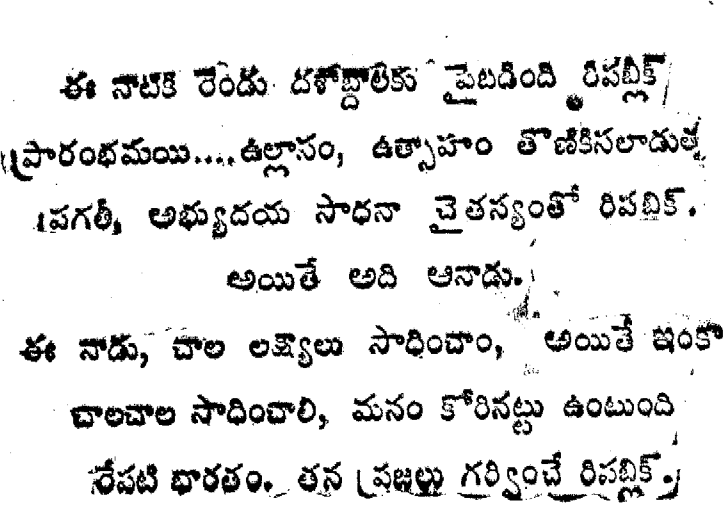 ఈ నాటికి రెండు దశాబ్దాలకు పైబడింది రిపబ్లిక్
ప్రారంభమయి....ఉల్లాసం, ఉత్సాహం తొణికిసలాడుతూ
ప్రగతీ, అభ్యుదయ సాధనా చైతన్యంతో రిపబ్లిక్.
అయితే అది ఆనాడు.
ఈ నాడు, చాల లక్ష్యాలు సాధించాం, అయితే ఇంకా
చాలచాల సాధించాలి, మనం కోరినట్టు ఉంటుంది
రేపటి భారతం. తన ప్రజలు గర్వించే రిపబ్లిక్.